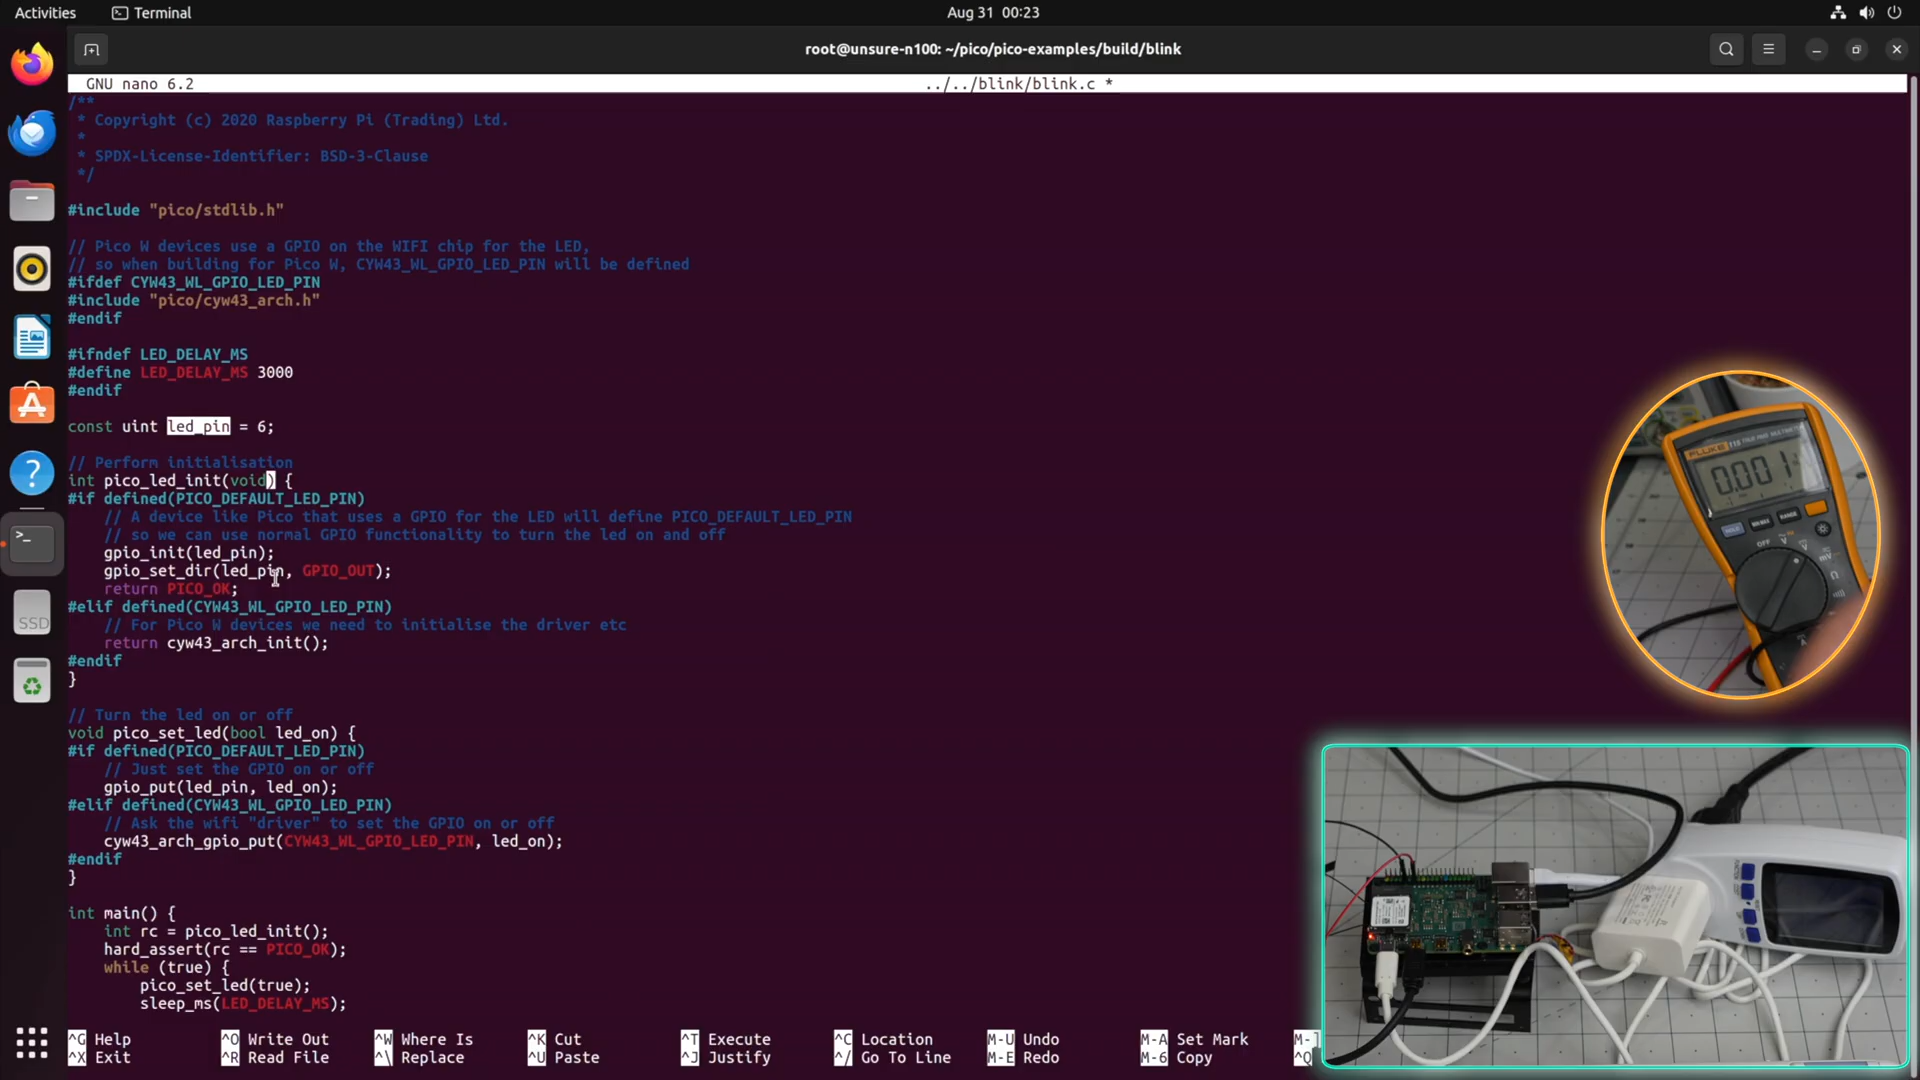 Activities
Terminal
Aug 31 00:23
root@unsure-n100: ~/pico/pico-examples/build/blink
GNU nano 6.2
../../blink/blink.c *
/**
* Copyright (c) 2020 Raspberry Pi (Trading) Ltd.
*
* SPDX-License-Identifier: BSD-3-Clause
*/
#include "pico/stdlib.h"
// Pico W devices use a GPIO on the WIFI chip for the LED,
// so when building for Pico W, CYW43_WL_GPIO_LED_PIN will be defined
#ifdef CYW43_WL_GPIO_LED_PIN
#include "pico/cyw43_arch.h"
#endif
#ifndef LED_DELAY_MS
#define LED_DELAY_MS 3000
#endif
const uint led_pin = 6;
// Perform initialisation
int pico_led_init(void) {
#if defined(PICO_DEFAULT_LED_PIN)
// A device like Pico that uses a GPIO for the LED will define PICO_DEFAULT_LED_PIN
// so we can use normal GPIO functionality to turn the led on and off
gpio_init(led_pin);
gpio_set_dir(led_pin, GPIO_OUT);
return PICO_OK;
#elif defined(CYW43_WL_GPIO_LED_PIN)
// For Pico W devices we need to initialise the driver etc
return cyw43_arch_init();
#endif
}
// Turn the led on or off
void pico_set_led(bool led_on) {
#if defined(PICO_DEFAULT_LED_PIN)
// Just set the GPIO on or off
gpio_put(led_pin, led_on);
#elif defined(CYW43_WL_GPIO_LED_PIN)
// Ask the wifi "driver" to set the GPIO on or off
cyw43_arch_gpio_put(CYW43_WL_GPIO_LED_PIN, led_on);
#endif
}
int main() {
int rc = pico_led_init();
hard_assert(rc == PICO_OK);
while (true) {
pico_set_led(true);
sleep_ms(LED_DELAY_MS);
^G Help ^O Write Out ^W Where Is ^K Cut ^T Execute ^C Location M-U Undo M-A Set Mark M-]
^X Exit ^R Read File ^\ Replace ^U Paste ^J Justify ^/ Go To Line M-E Redo M-6 Copy ^Q
SSD
FLUKE 115
0.001